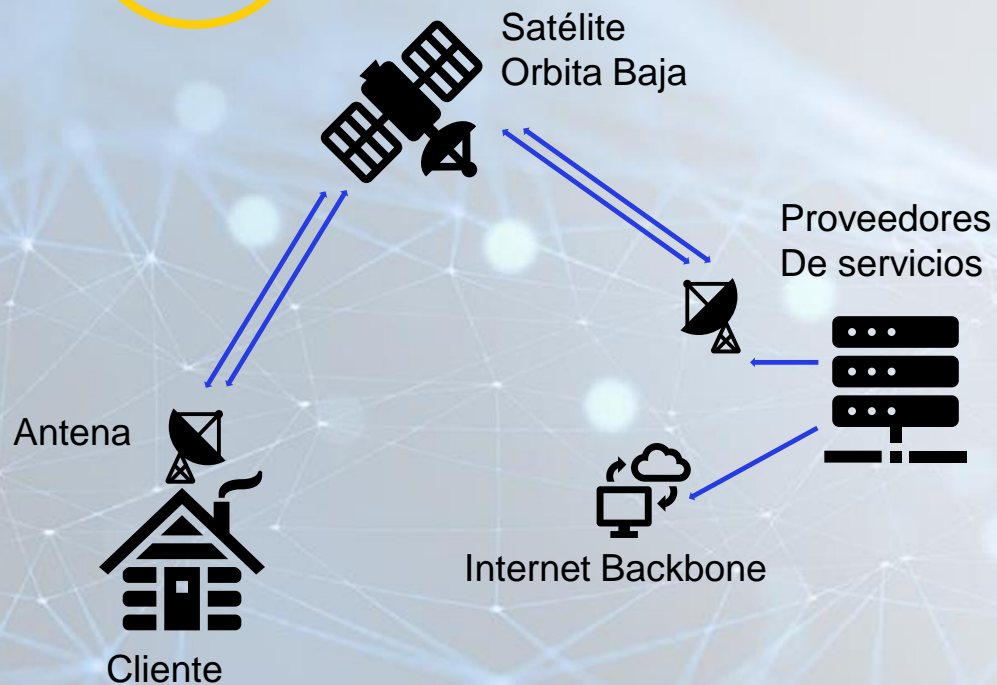 Satélite
Orbita Baja
Proveedores
De servicios
Antena
Internet Backbone
Cliente